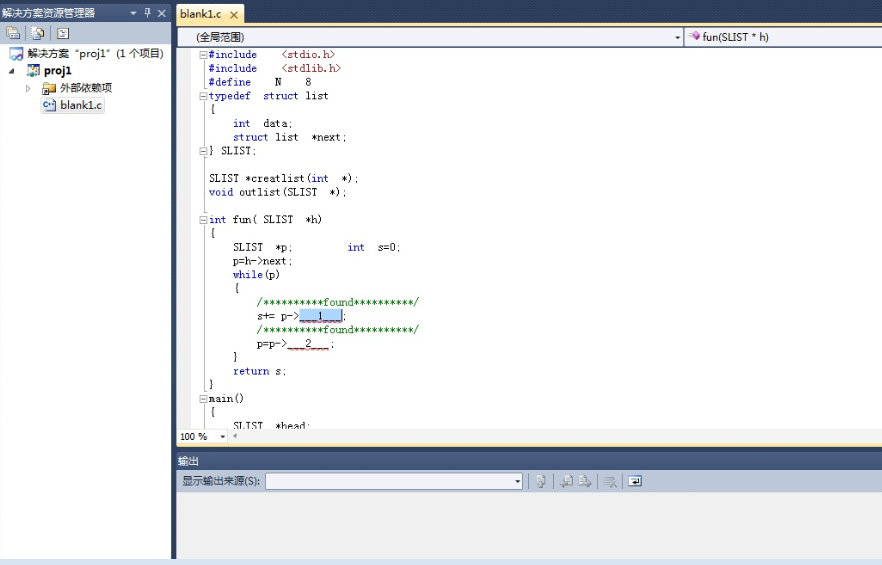 解决方案资源管理器
解决方案 "proj1" (1 个项目)
proj1
外部依赖项
blank1.c
blank1.c
(全局范围)
fun(SLIST * h)
#include <stdio.h>
#include <stdlib.h>
#define N 8
typedef struct list
{
int data;
struct list *next;
} SLIST;
SLIST *creatlist(int *);
void outlist(SLIST *);
int fun( SLIST *h)
{
SLIST *p; int s=0;
p=h->next;
while(p)
{
/**********found**********/
s+= p->___1___;
/**********found**********/
p=p->___2___;
}
return s;
}
main()
{
SLIST *head;
100 %
输出
显示输出来源(S):